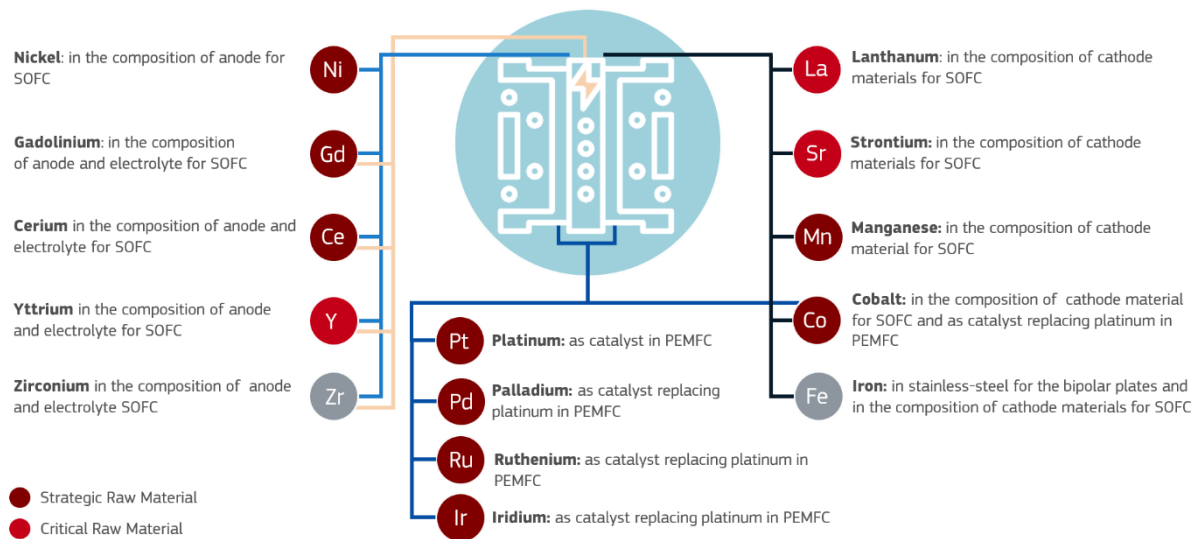 Nickel: in the composition of anode for
SOFC
Ni
Gadolinium: in the composition
of anode and electrolyte for SOFC
Gd
Cerium in the composition of anode and
electrolyte for SOFC
Ce
Yttrium in the composition of anode
and electrolyte for SOFC
Y
Zirconium in the composition of anode
and electrolyte SOFC
Zr
La
Lanthanum: in the composition of cathode
materials for SOFC
Sr
Strontium: in the composition of cathode
materials for SOFC
Mn
Manganese: in the composition of cathode
material for SOFC
Co
Cobalt: in the composition of cathode material
for SOFC and as catalyst replacing platinum in
PEMFC
Fe
Iron: in stainless-steel for the bipolar plates and
in the composition of cathode materials for SOFC
Pt
Platinum: as catalyst in PEMFC
Pd
Palladium: as catalyst replacing
platinum in PEMFC
Ru
Ruthenium: as catalyst replacing platinum in
PEMFC
Ir
Iridium: as catalyst replacing platinum in PEMFC
Strategic Raw Material
Critical Raw Material